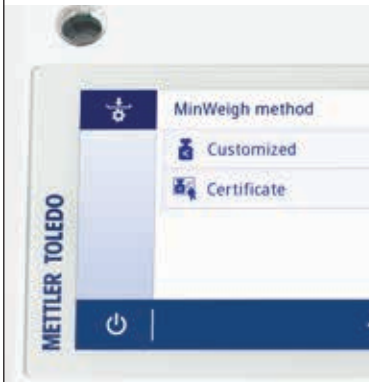 MinWeigh method
Customized
Certificate
METTLER TOLEDO